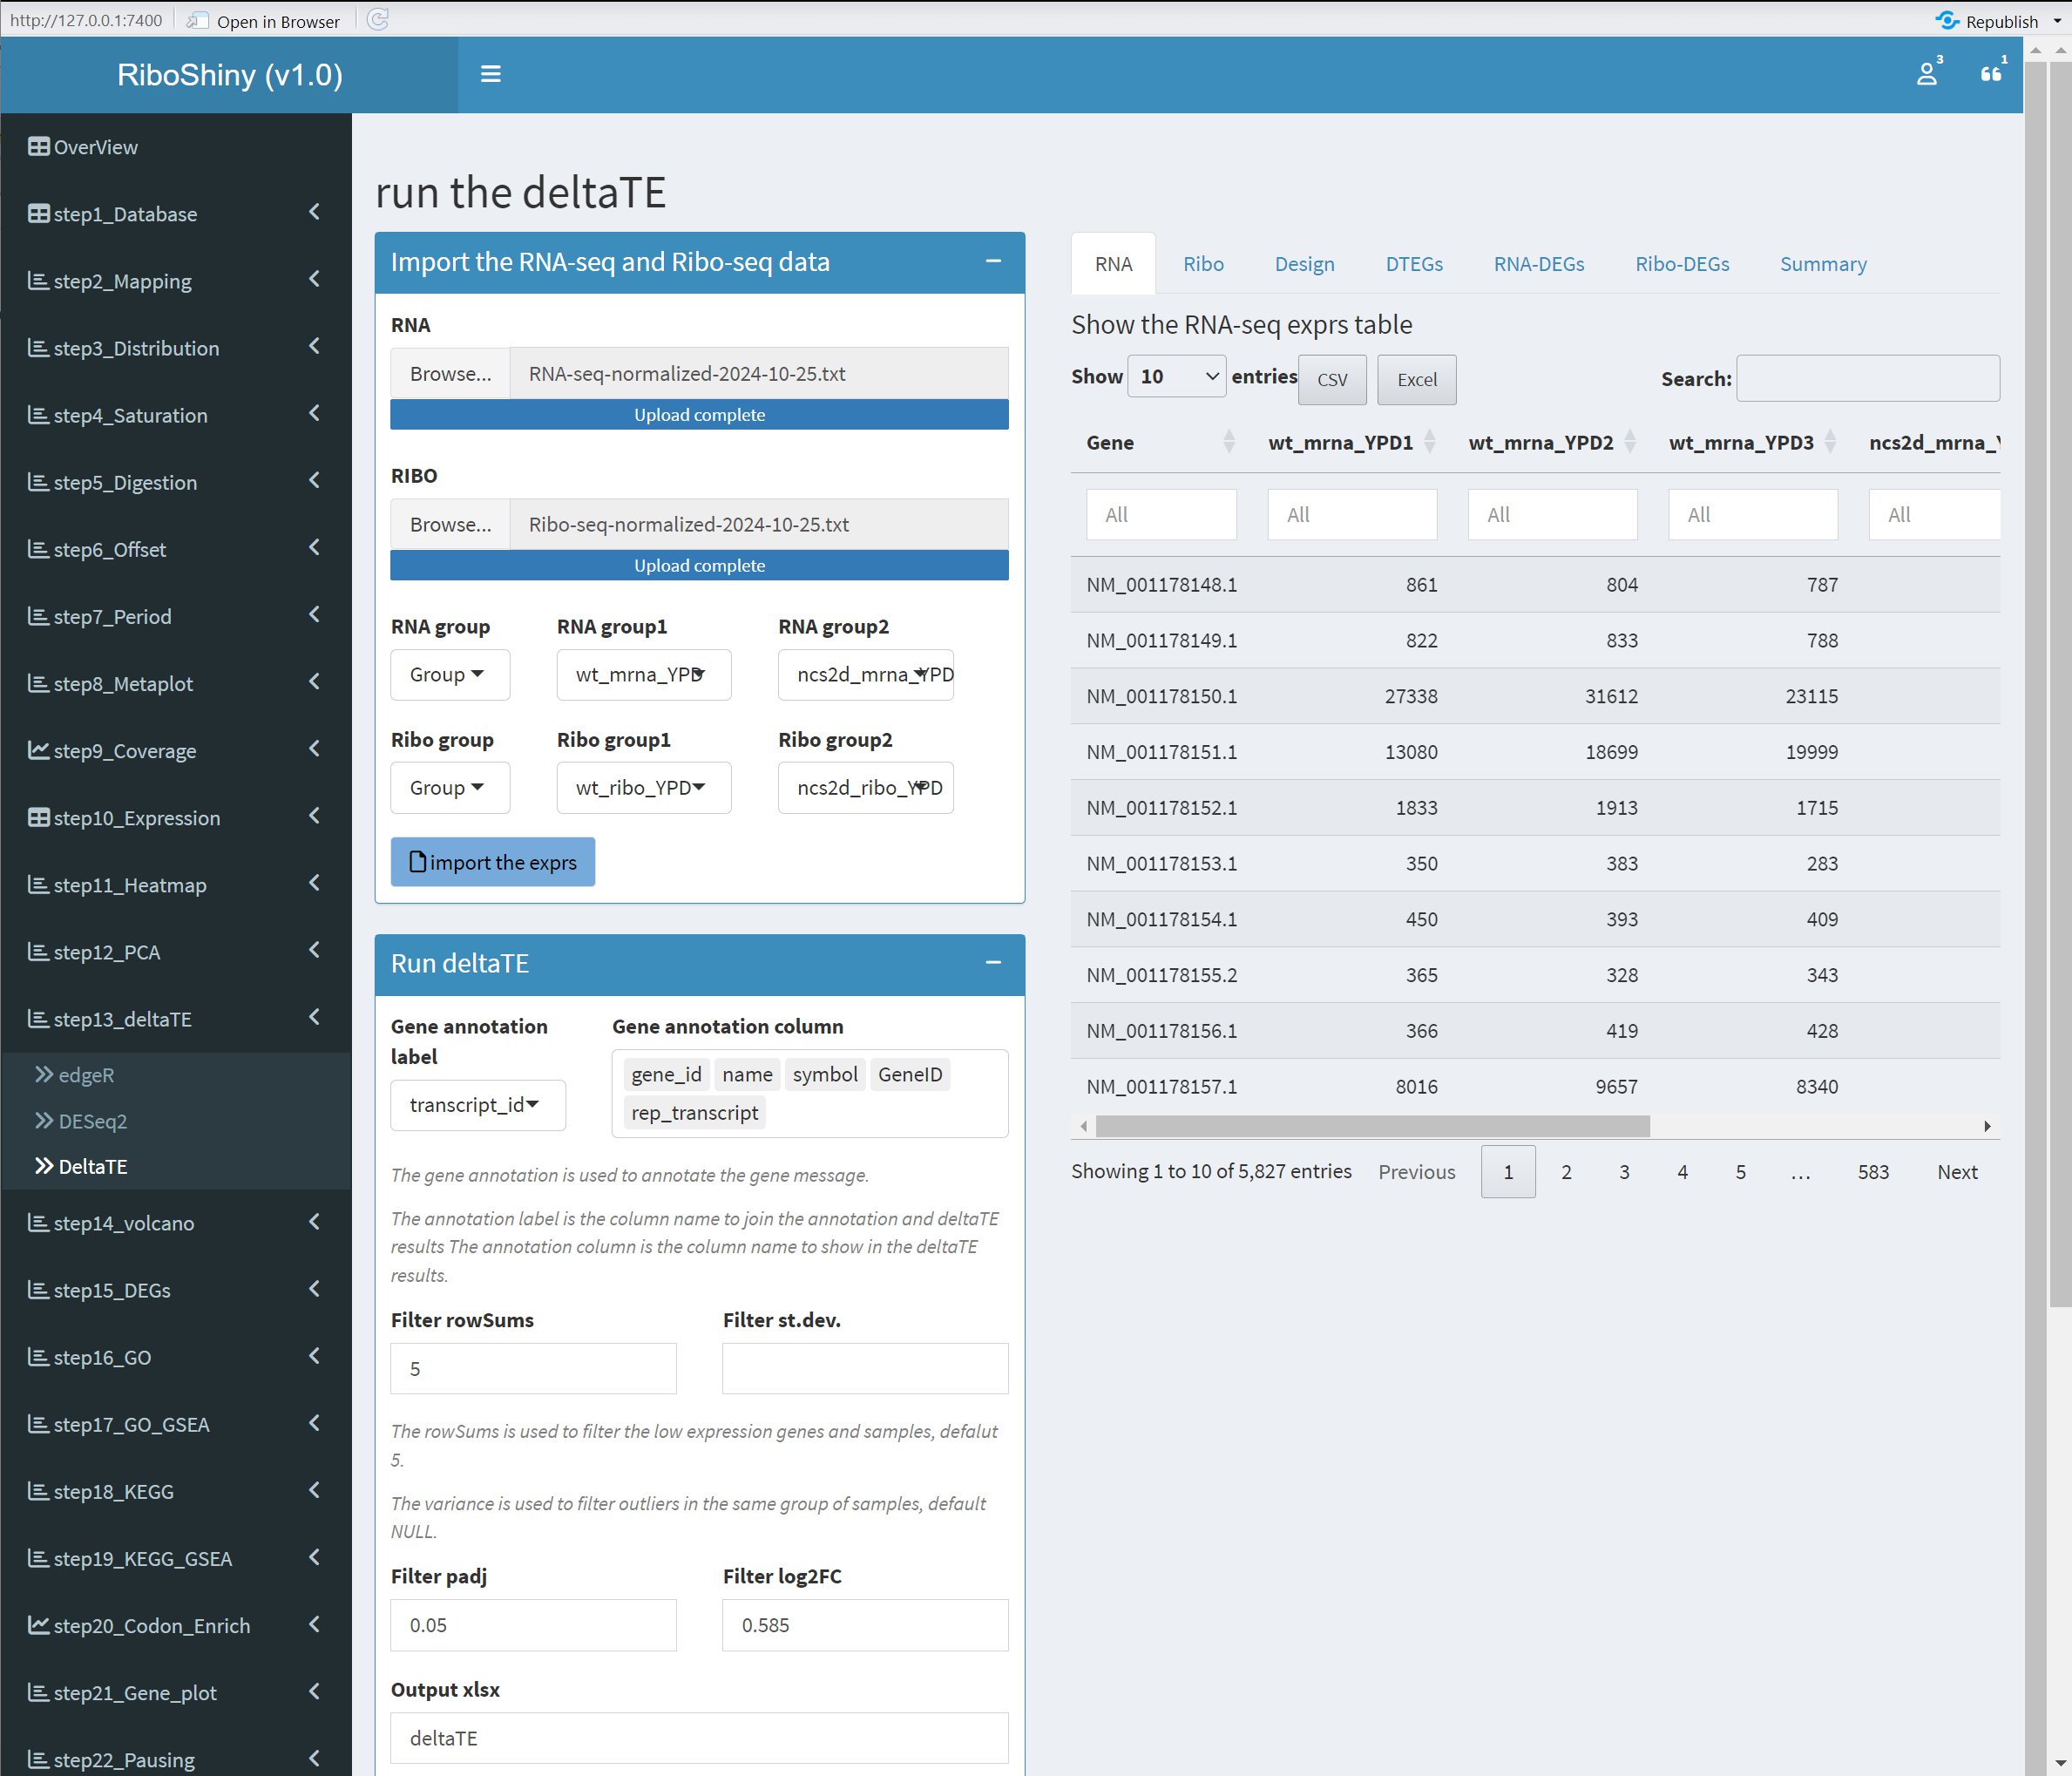 http://127.0.0.1:7400 Open in Browser Republish
RiboShiny (v1.0) 3 1
OverView
step1_Database
step2_Mapping
step3_Distribution
step4_Saturation
step5_Digestion
step6_Offset
step7_Period
step8_Metaplot
step9_Coverage
step10_Expression
step11_Heatmap
step12_PCA
step13_deltaTE
edgeR
DESeq2
DeltaTE
step14_volcano
step15_DEGs
step16_GO
step17_GO_GSEA
step18_KEGG
step19_KEGG_GSEA
step20_Codon_Enrich
step21_Gene_plot
step22_Pausing
run the deltaTE
Import the RNA-seq and Ribo-seq data
RNA
Browse... RNA-seq-normalized-2024-10-25.txt
Upload complete
RIBO
Browse... Ribo-seq-normalized-2024-10-25.txt
Upload complete
RNA group RNA group1 RNA group2
Group wt_mrna_YPD ncs2d_mrna_YPD
Ribo group Ribo group1 Ribo group2
Group wt_ribo_YPD ncs2d_ribo_YPD
import the exprs
Run deltaTE
Gene annotation label Gene annotation column
transcript_id gene_id name symbol GeneID
rep_transcript
The gene annotation is used to annotate the gene message.
The annotation label is the column name to join the annotation and deltaTE
results The annotation column is the column name to show in the deltaTE
results.
Filter rowSums Filter st.dev.
5
The rowSums is used to filter the low expression genes and samples, defalut
5.
The variance is used to filter outliers in the same group of samples, default
NULL.
Filter padj Filter log2FC
0.05 0.585
Output xlsx
deltaTE
RNA Ribo Design DTEGs RNA-DEGs Ribo-DEGs Summary
Show the RNA-seq exprs table
Show 10 entries CSV Excel Search:
Gene wt_mrna_YPD1 wt_mrna_YPD2 wt_mrna_YPD3 ncs2d_mrna_
All All All All All
NM_001178148.1 861 804 787
NM_001178149.1 822 833 788
NM_001178150.1 27338 31612 23115
NM_001178151.1 13080 18699 19999
NM_001178152.1 1833 1913 1715
NM_001178153.1 350 383 283
NM_001178154.1 450 393 409
NM_001178155.2 365 328 343
NM_001178156.1 366 419 428
NM_001178157.1 8016 9657 8340
Showing 1 to 10 of 5,827 entries Previous 1 2 3 4 5 … 583 Next